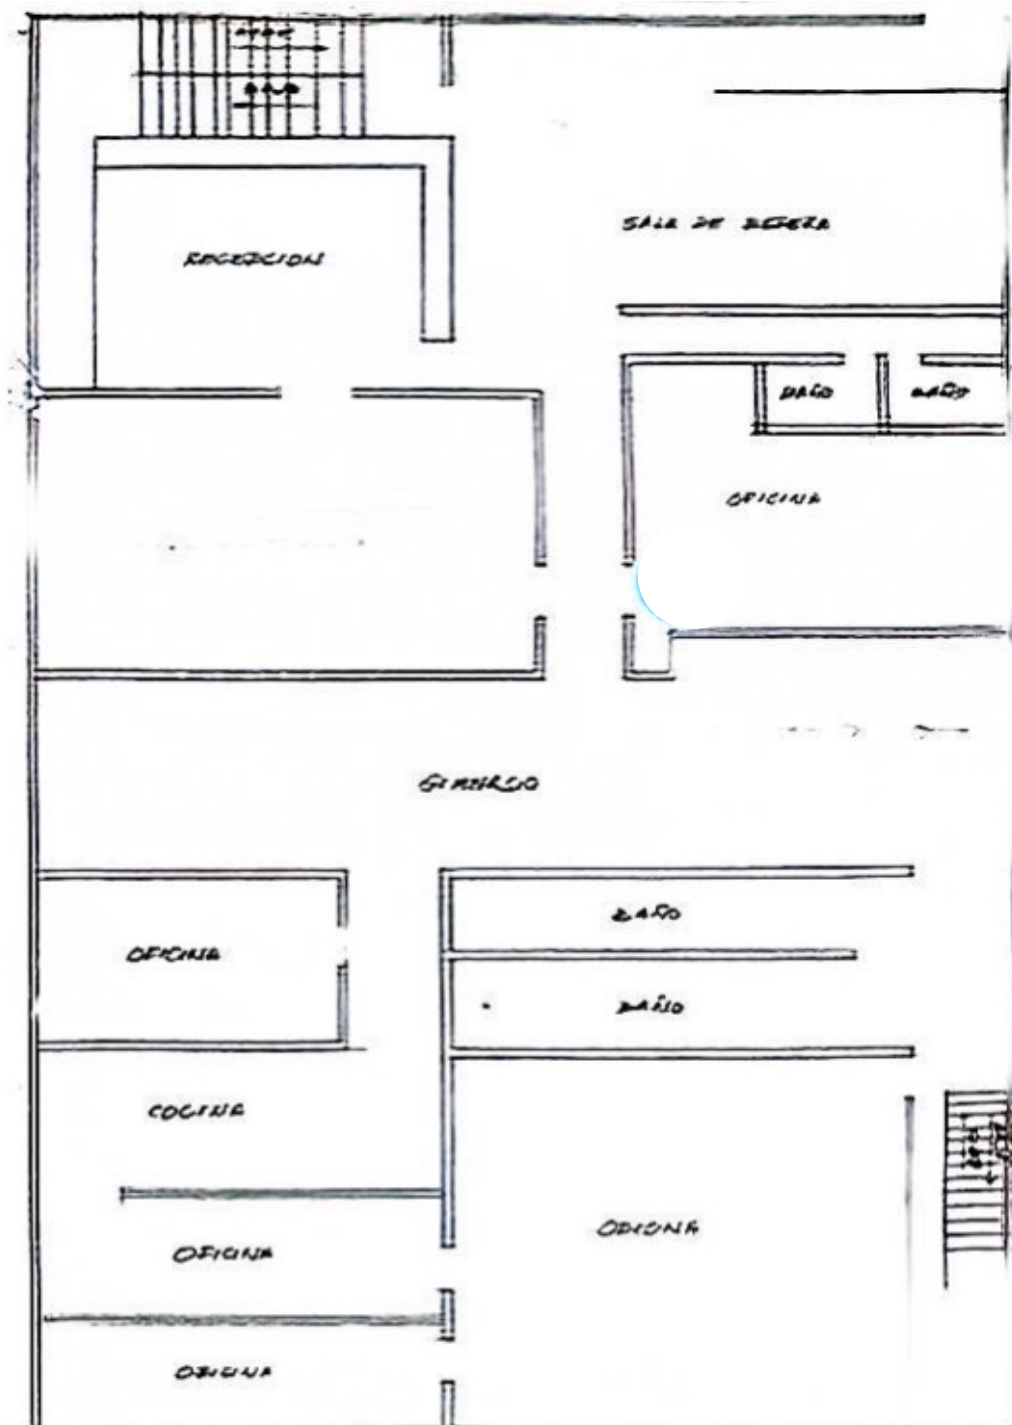 RECEPCION
SALA DE ESPERA
BAÑO
BAÑO
OFICINA
GIMNASIO
BAÑO
OFICINA
BAÑO
COCINA
OFICINA
OFICINA
OFICINA